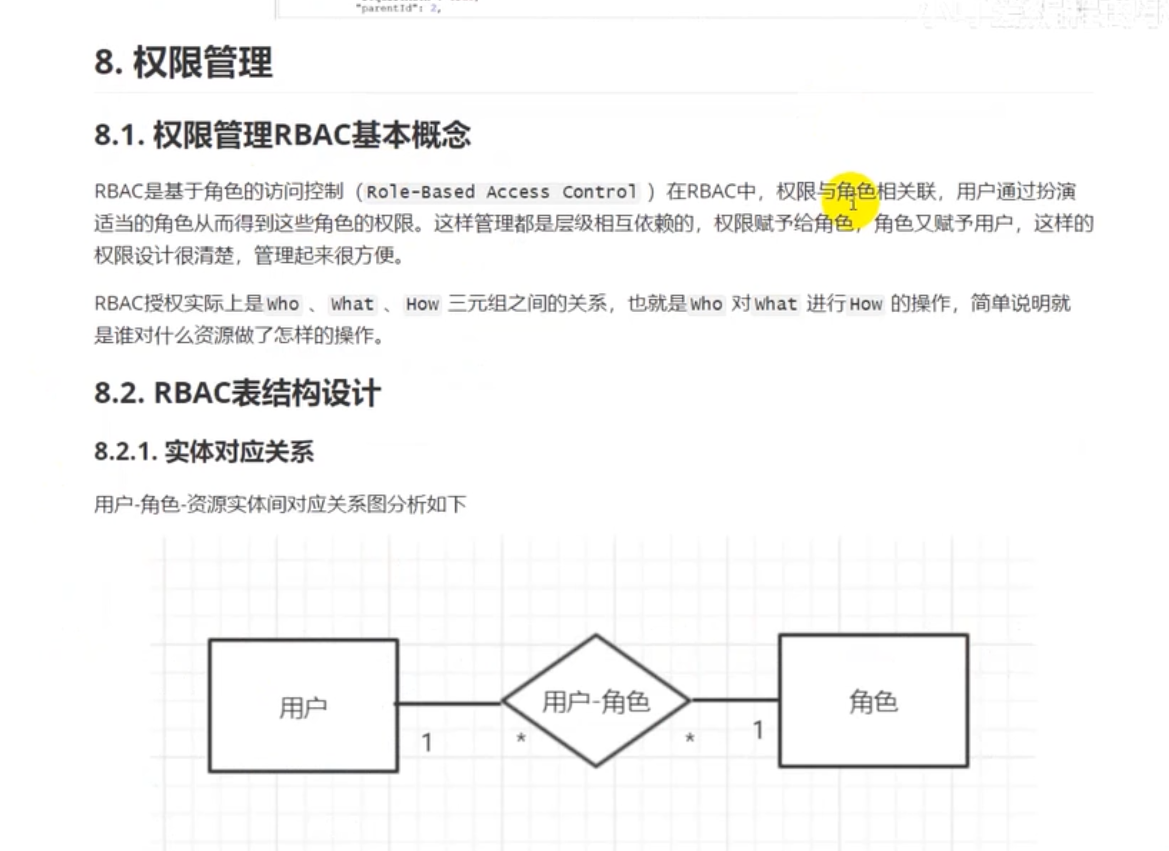 "parentId": 2,
8. 权限管理
8.1. 权限管理RBAC基本概念
RBAC是基于角色的访问控制（Role-Based Access Control ）在RBAC中，权限与角色相关联，用户通过扮演
适当的角色从而得到这些角色的权限。这样管理都是层级相互依赖的，权限赋予给角色，角色又赋予用户，这样的
权限设计很清楚，管理起来很方便。
RBAC授权实际上是Who 、What 、How 三元组之间的关系，也就是Who 对What 进行How 的操作，简单说明就
是谁对什么资源做了怎样的操作。
8.2. RBAC表结构设计
8.2.1. 实体对应关系
用户-角色-资源实体间对应关系图分析如下
用户
1
*
用户-角色
*
1
角色